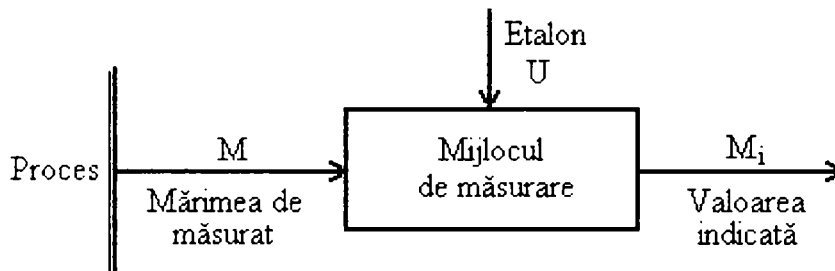 Etalon
U
Proces
M
Mărimea de
măsurat
Mijlocul
de măsurare
Mi
Valoarea
indicată